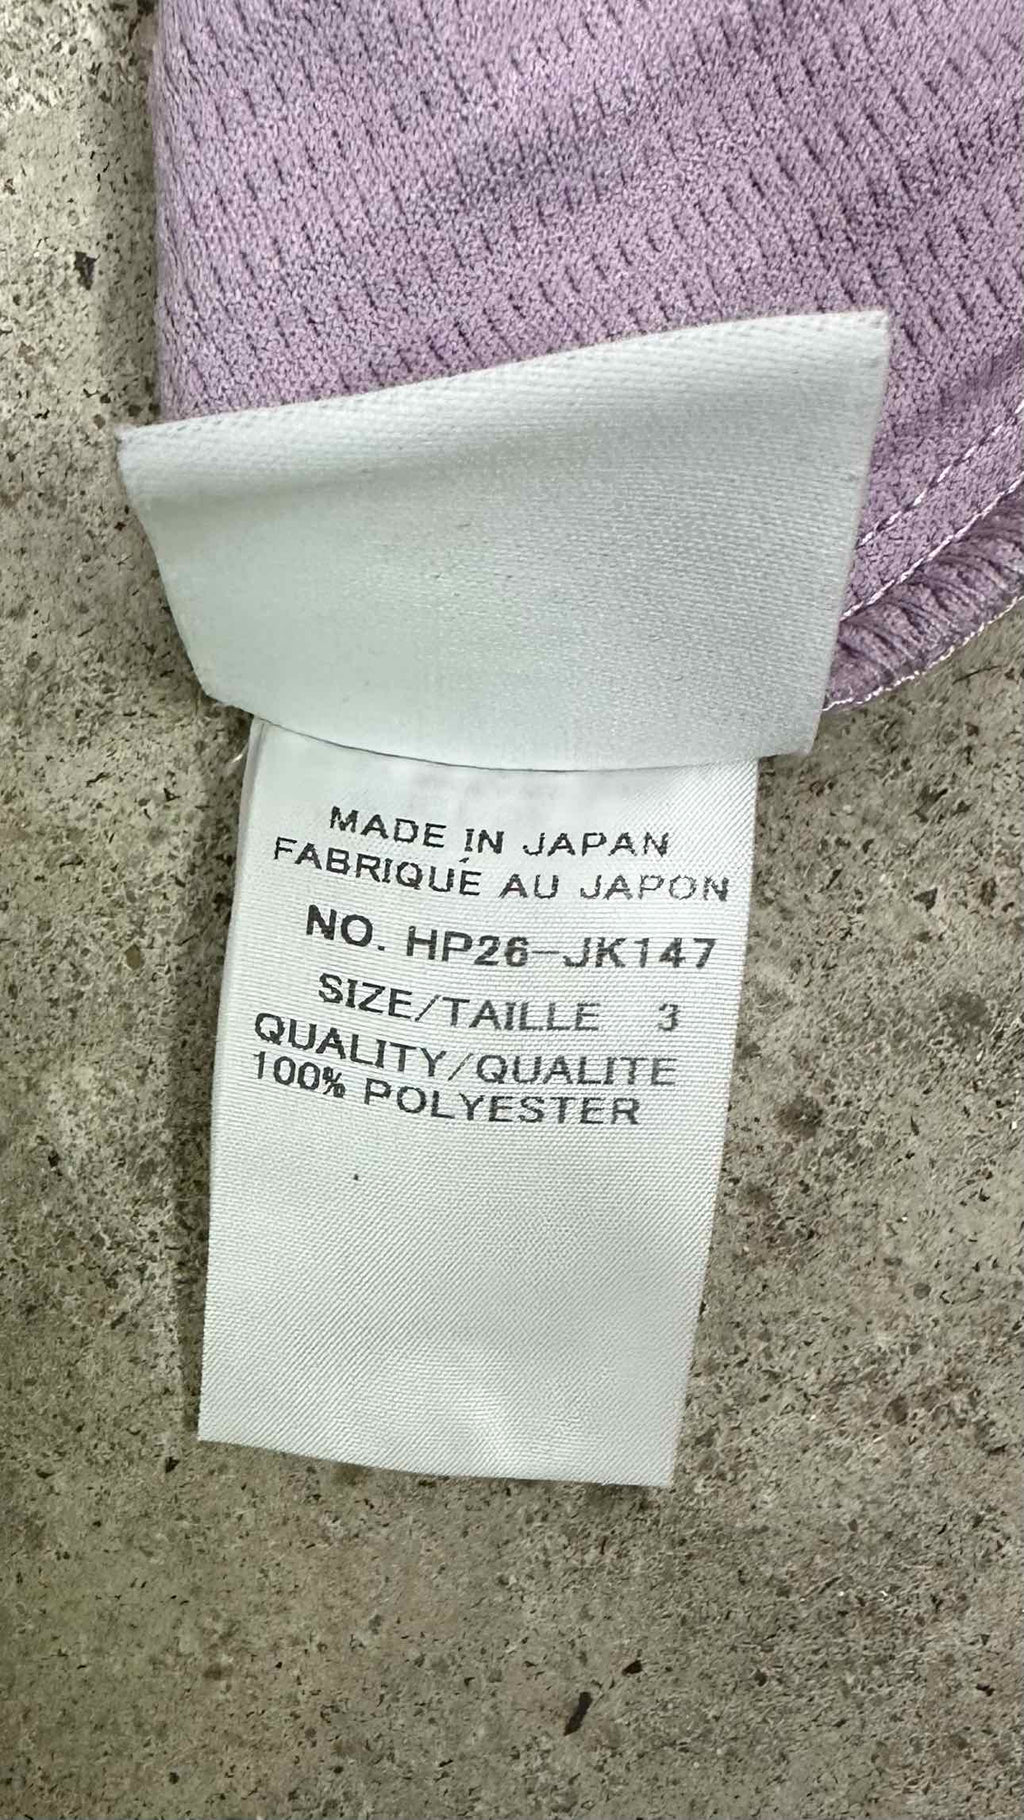 MADE IN JAPAN
FABRIQUÉ AU JAPON
NO. HP26-JK147
SIZE/TAILLE 3
QUALITY/QUALITE
100% POLYESTER